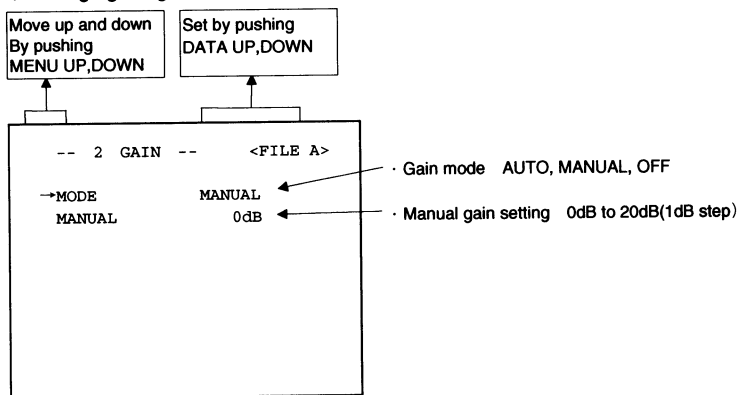 Move up and down
By pushing
MENU UP,DOWN
Set by pushing
DATA UP,DOWN
-- 2 GAIN -- <FILE A>
→MODE MANUAL
MANUAL 0dB
· Gain mode AUTO, MANUAL, OFF
· Manual gain setting 0dB to 20dB(1dB step)